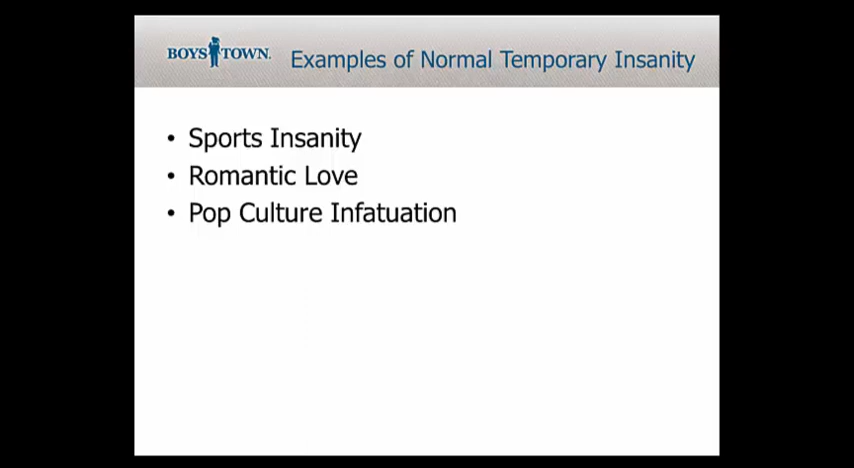 BOYS TOWN.
Examples of Normal Temporary Insanity
• Sports Insanity
• Romantic Love
• Pop Culture Infatuation